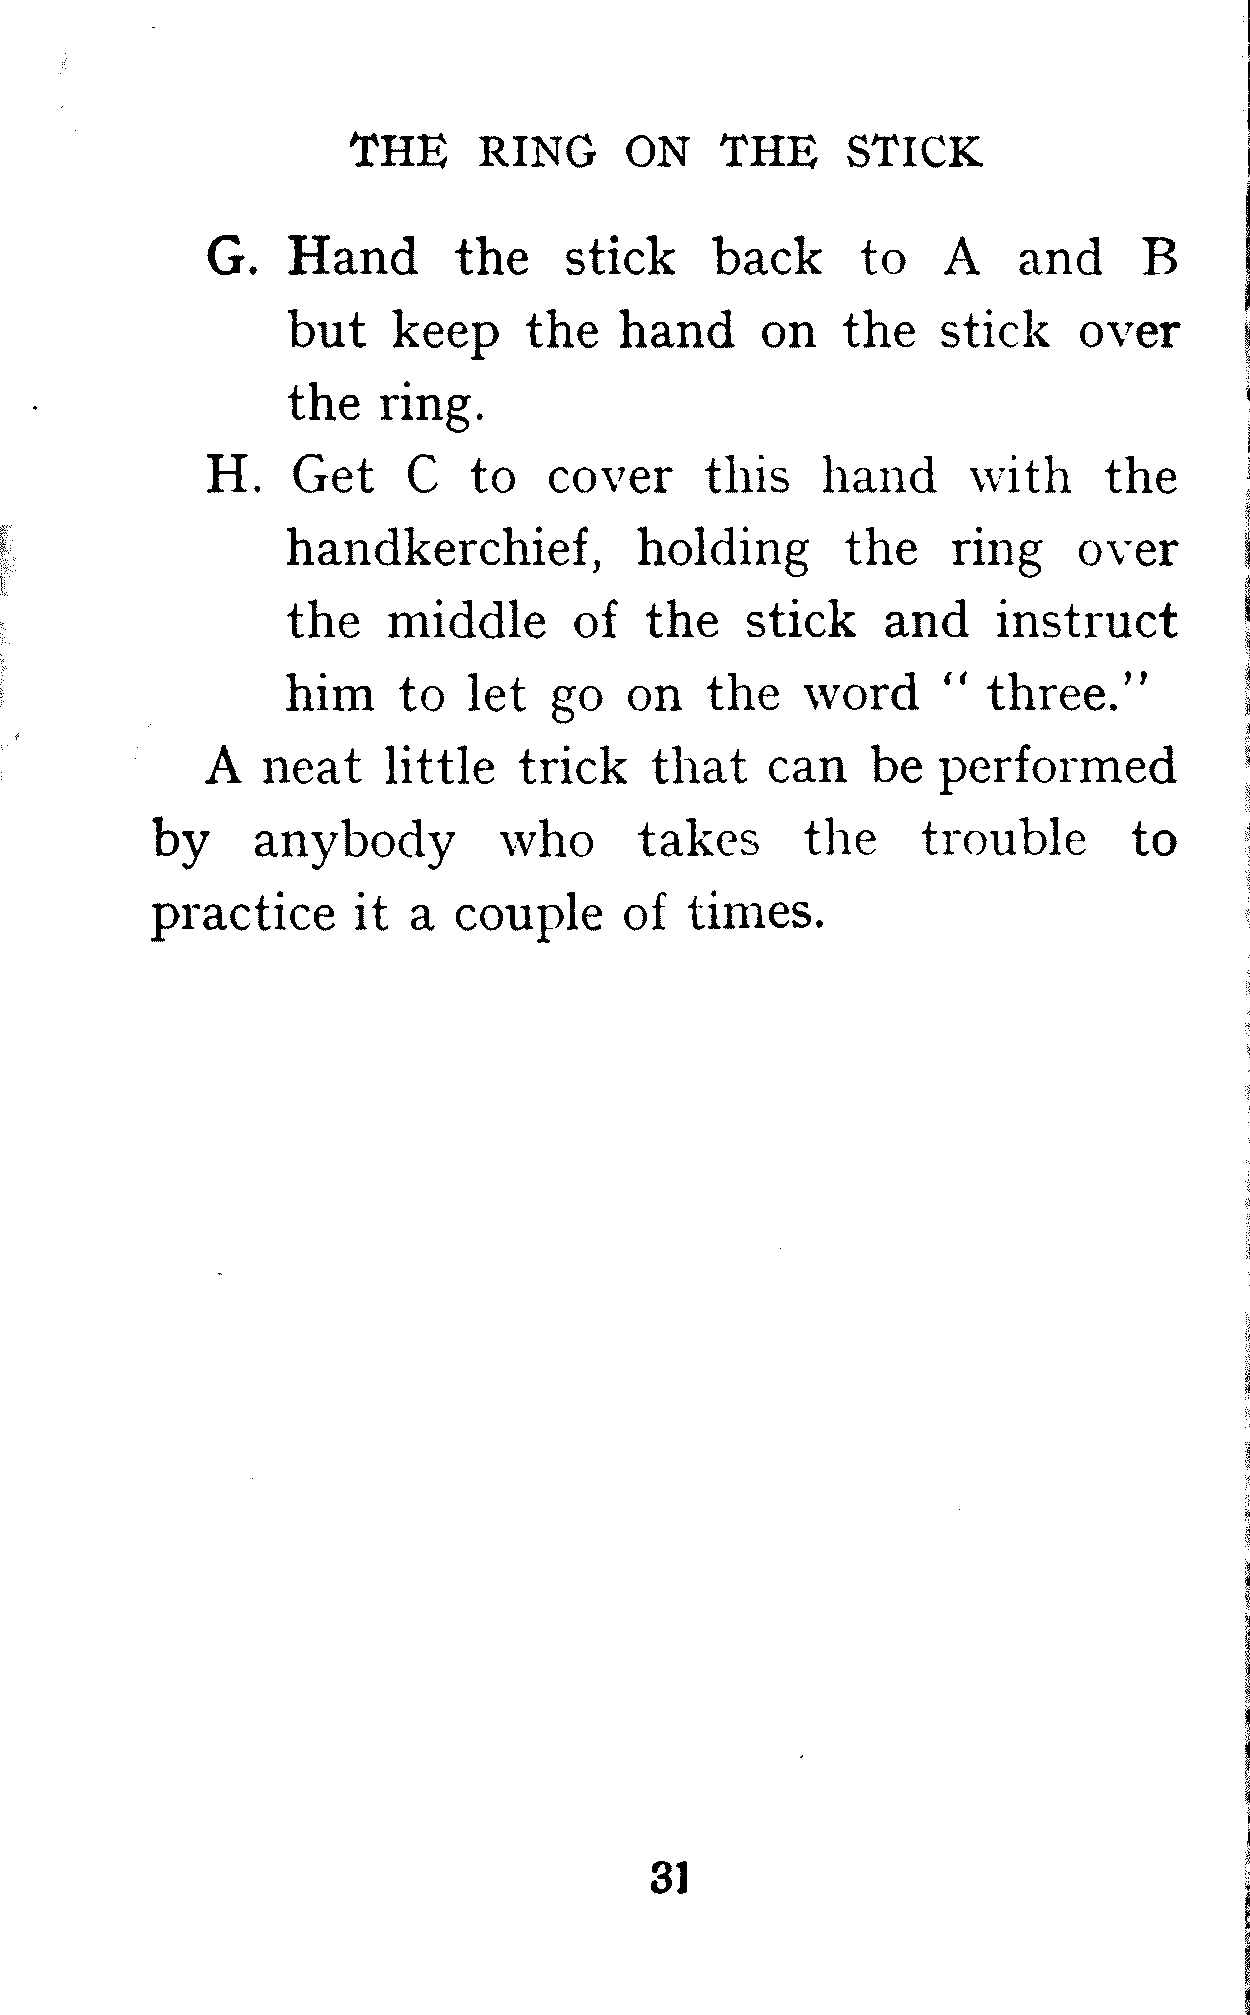 THE RING ON THE STICK
G. Hand the stick back to A and B
but keep the hand on the stick over
the ring.
H. Get C to cover this hand with the
handkerchief, holding the ring over
the middle of the stick and instruct
him to let go on the word “ three.”
A neat little trick that can be performed
by anybody who takes the trouble to
practice it a couple of times.
31